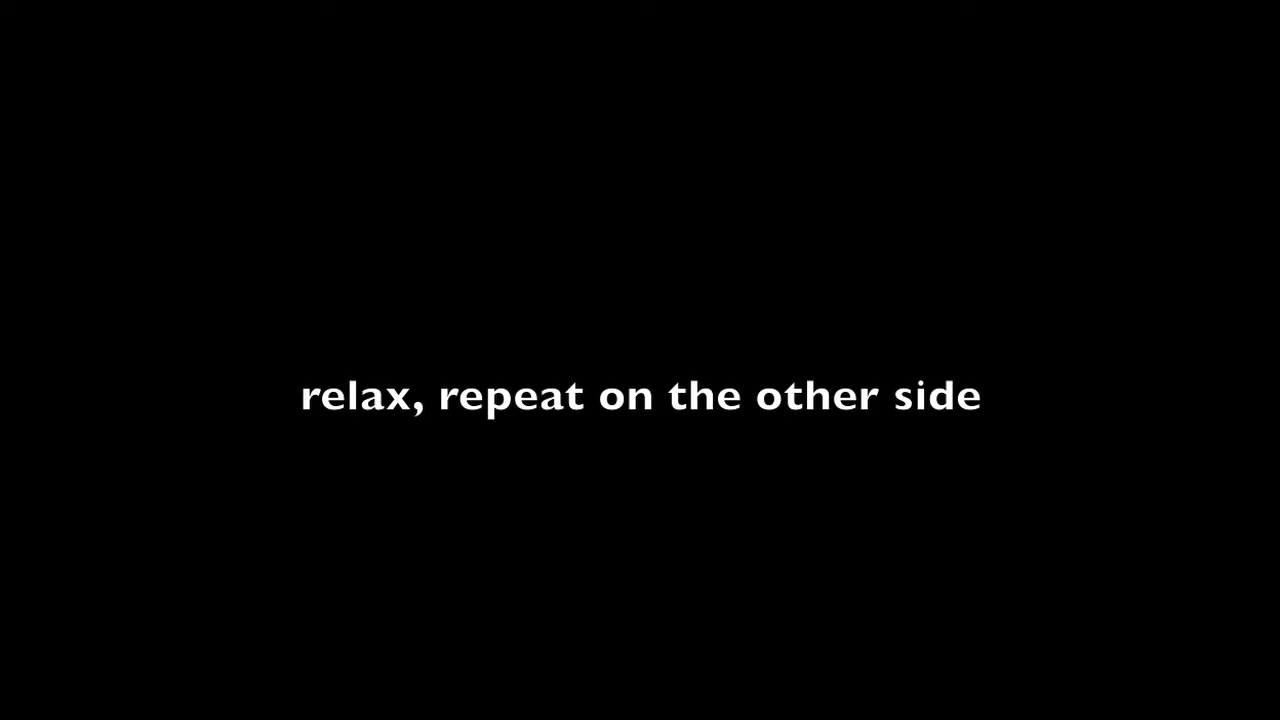 relax, repeat on the other side